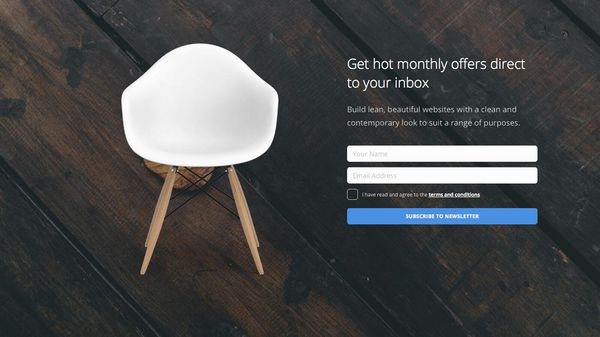 Get hot monthly offers direct
to your inbox
Build lean, beautiful websites with a clean and
contemporary look to suit a range of purposes.
Your Name
Email Address
I have read and agree to the terms and conditions
SUBSCRIBE TO NEWSLETTER